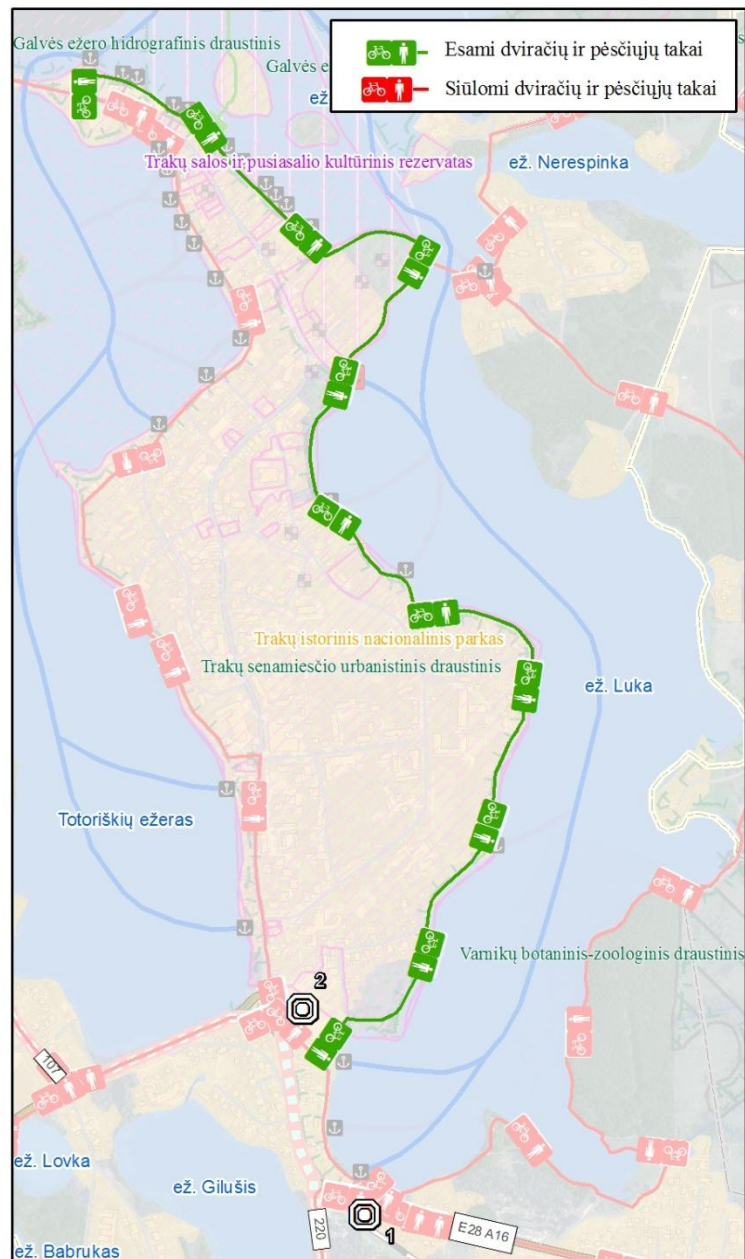 Galvės ežero hidrografinis draustinis
Galvės e
ež.
Esami dviračių ir pėsčiųjų takai
Siūlomi dviračių ir pėsčiųjų takai
Trakų salos ir pusiasalio kultūrinis rezervatas
ež. Nerespinka
Trakų istorinis nacionalinis parkas
Trakų senamiesčio urbanistinis draustinis
ež. Luka
Totoriškių ežeras
Varnikų botaninis-zoologinis draustinis
2
107
ež. Lovka
ež. Gilušis
220
1
E28 A16
ež. Babrukas